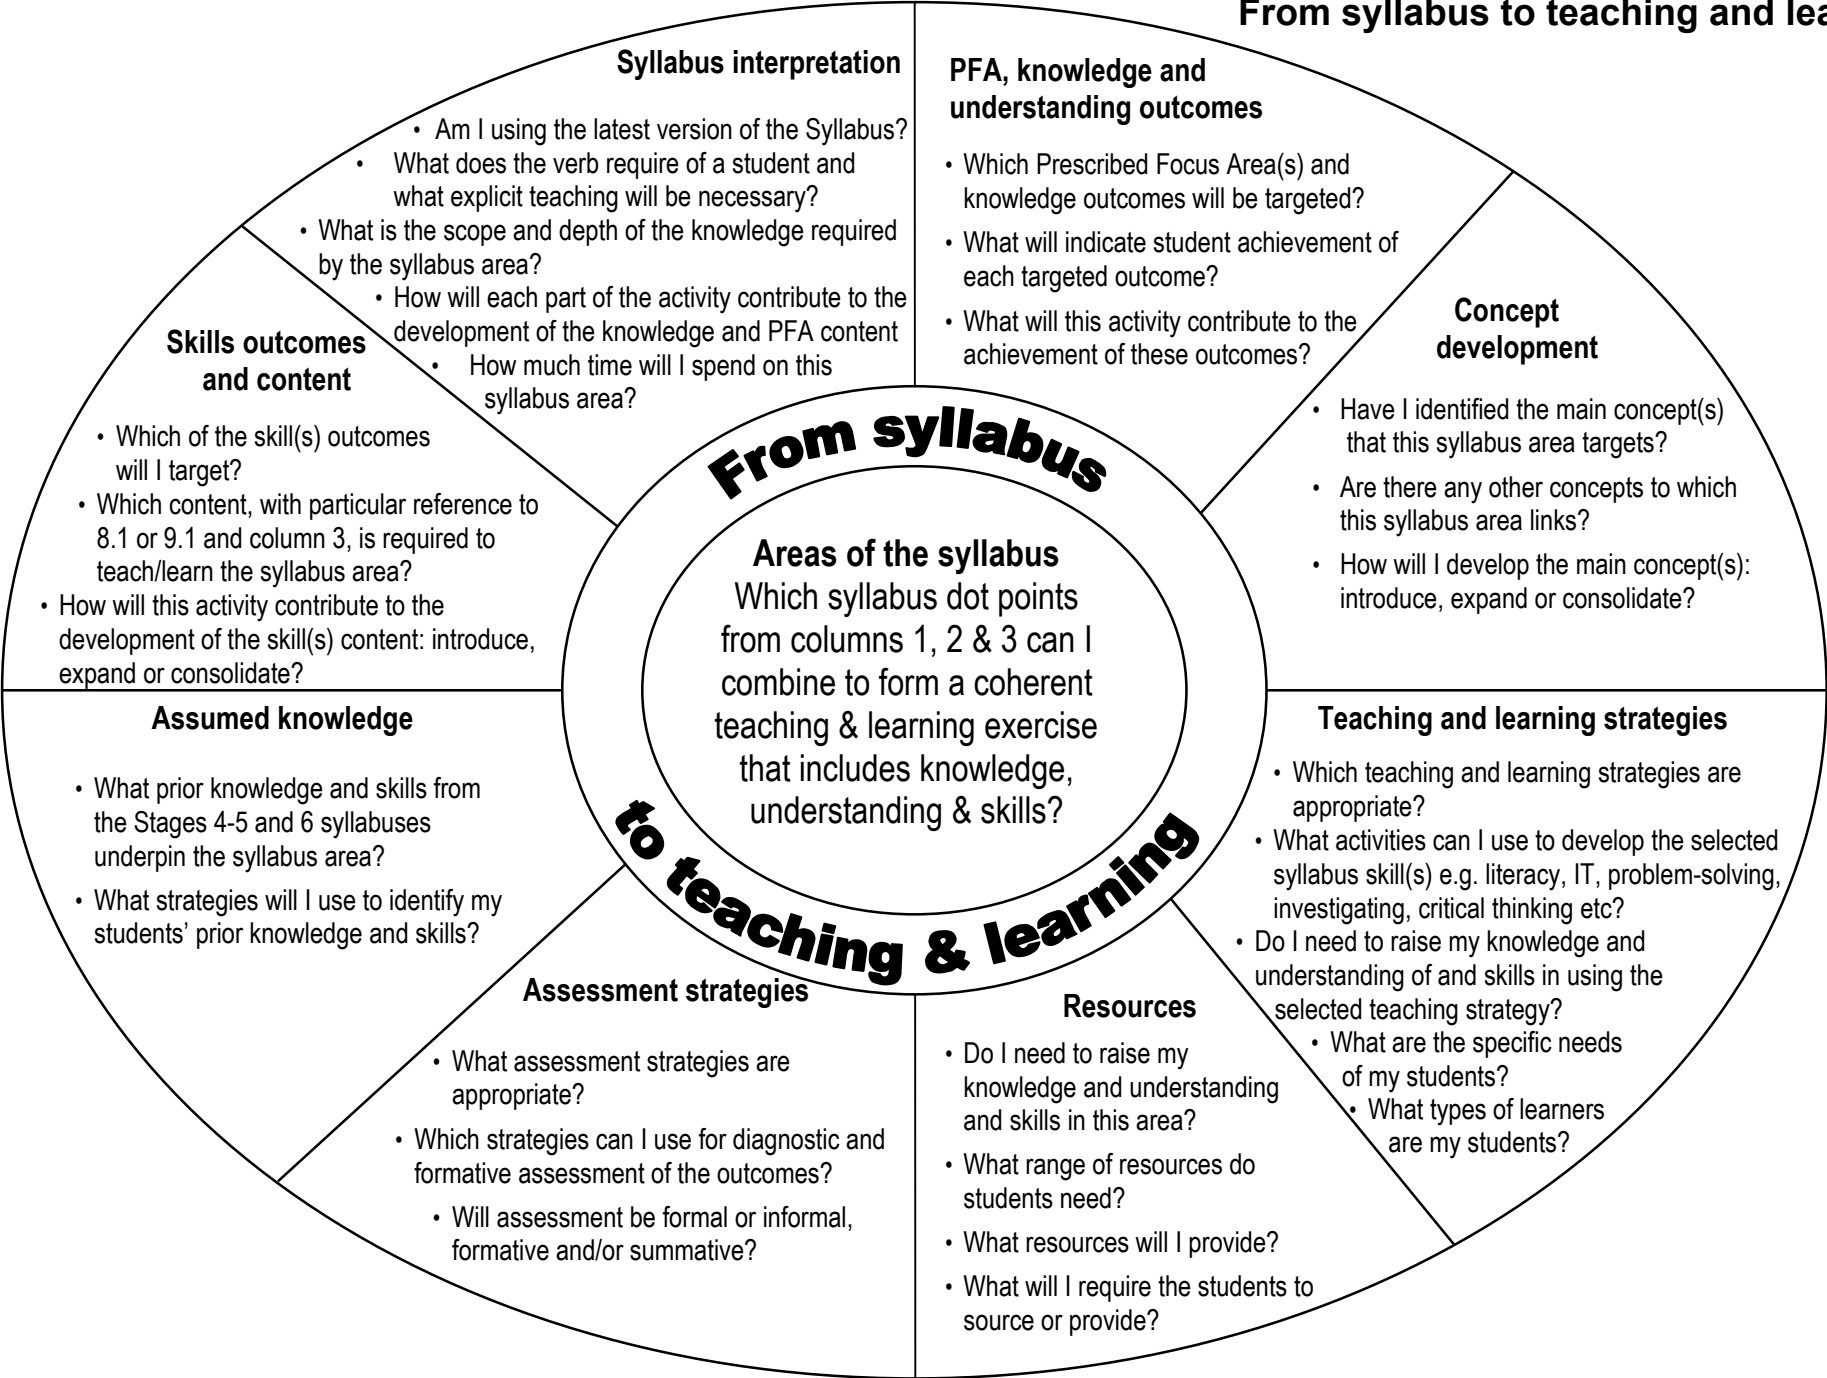 From syllabus to teaching and lea
Syllabus interpretation
• Am I using the latest version of the Syllabus?
• What does the verb require of a student and
what explicit teaching will be necessary?
• What is the scope and depth of the knowledge required
by the syllabus area?
• How will each part of the activity contribute to the
development of the knowledge and PFA content
• How much time will I spend on this
syllabus area?
PFA, knowledge and
understanding outcomes
• Which Prescribed Focus Area(s) and
knowledge outcomes will be targeted?
• What will indicate student achievement of
each targeted outcome?
• What will this activity contribute to the
achievement of these outcomes?
Concept
development
• Have I identified the main concept(s)
that this syllabus area targets?
• Are there any other concepts to which
this syllabus area links?
• How will I develop the main concept(s):
introduce, expand or consolidate?
Skills outcomes
and content
• Which of the skill(s) outcomes
will I target?
• Which content, with particular reference to
8.1 or 9.1 and column 3, is required to
teach/learn the syllabus area?
• How will this activity contribute to the
development of the skill(s) content: introduce,
expand or consolidate?
From syllabus
Areas of the syllabus
Which syllabus dot points
from columns 1, 2 & 3 can I
combine to form a coherent
teaching & learning exercise
that includes knowledge,
understanding & skills?
to teaching & learning
Assumed knowledge
• What prior knowledge and skills from
the Stages 4-5 and 6 syllabuses
underpin the syllabus area?
• What strategies will I use to identify my
students’ prior knowledge and skills?
Teaching and learning strategies
• Which teaching and learning strategies are
appropriate?
• What activities can I use to develop the selected
syllabus skill(s) e.g. literacy, IT, problem-solving,
investigating, critical thinking etc?
• Do I need to raise my knowledge and
understanding of and skills in using the
selected teaching strategy?
• What are the specific needs
of my students?
• What types of learners
are my students?
Assessment strategies
• What assessment strategies are
appropriate?
• Which strategies can I use for diagnostic and
formative assessment of the outcomes?
• Will assessment be formal or informal,
formative and/or summative?
Resources
• Do I need to raise my
knowledge and understanding
and skills in this area?
• What range of resources do
students need?
• What resources will I provide?
• What will I require the students to
source or provide?